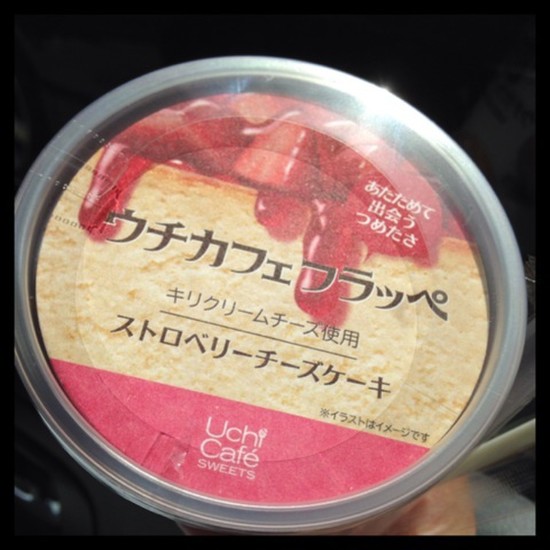 あたためて
出会う
つめたさ
ウチカフェフラッペ
キリクリームチーズ使用
ストロベリーチーズケーキ
※イラストはイメージです
Uchi
Café
SWEETS